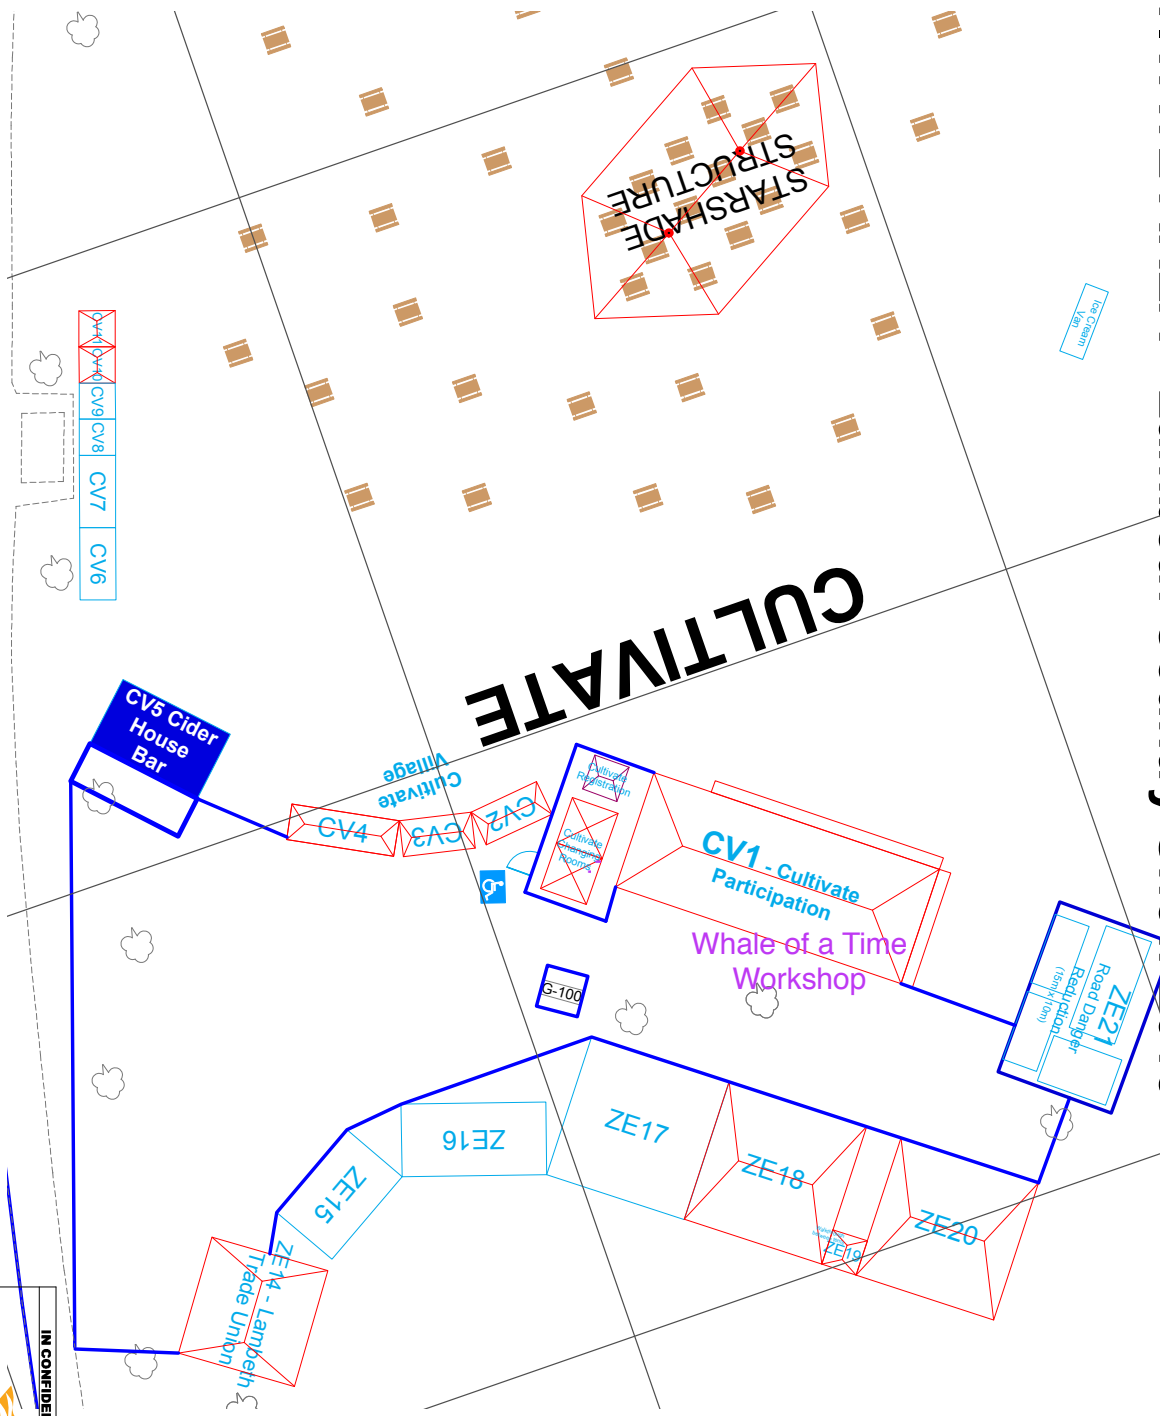 STARSHADE
STRUCTURE
Ice Cream
Van
CV11
CV10
CV9
CV8
CV7
CV6
CULTIVATE
CV5 Cider
House
Bar
Cultivate
Village
CV4
CV3
CV2
Cultivate
Registration
Cultivate
Changing
Rooms
CV1 - Cultivate
Participation
Whale of a Time
Workshop
G-100
ZE21
Road Danger
Reduction
(15m x 10m)
ZE17
ZE16
ZE15
ZE18
ZE19
ZE20
ZE14 - Lambeth
Trade Union
IN CONFIDE